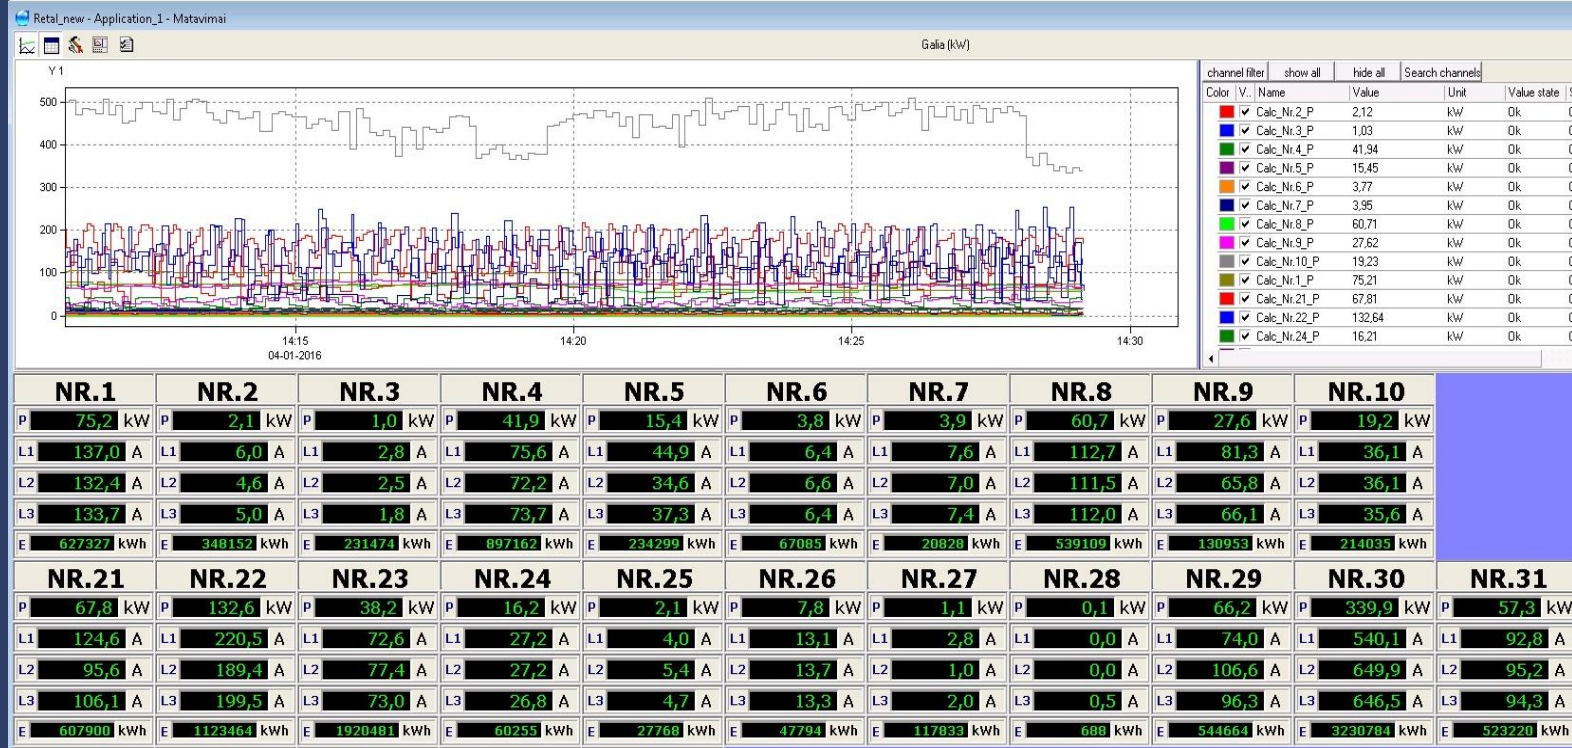 Retal_new - Application_1 - Matavimai
Galia (kW)
Y 1
500
400
300
200
100
0
14:15
14:20
14:25
14:30
04-01-2016
channel filter show all hide all Search channels
Color V.. Name Value Unit Value state
Calc_Nr.2_P 2,12 kW Ok
Calc_Nr.3_P 1,03 kW Ok
Calc_Nr.4_P 41,94 kW Ok
Calc_Nr.5_P 15,45 kW Ok
Calc_Nr.6_P 3,77 kW Ok
Calc_Nr.7_P 3,95 kW Ok
Calc_Nr.8_P 60,71 kW Ok
Calc_Nr.9_P 27,62 kW Ok
Calc_Nr.10_P 19,23 kW Ok
Calc_Nr.1_P 75,21 kW Ok
Calc_Nr.21_P 67,81 kW Ok
Calc_Nr.22_P 132,64 kW Ok
Calc_Nr.24_P 16,21 kW Ok
NR.1 NR.2 NR.3 NR.4 NR.5 NR.6 NR.7 NR.8 NR.9 NR.10
P 75,2 kW P 2,1 kW P 1,0 kW P 41,9 kW P 15,4 kW P 3,8 kW P 3,9 kW P 60,7 kW P 27,6 kW P 19,2 kW
L1 137,0 A L1 6,0 A L1 2,8 A L1 75,6 A L1 44,9 A L1 6,4 A L1 7,6 A L1 112,7 A L1 81,3 A L1 36,1 A
L2 132,4 A L2 4,6 A L2 2,5 A L2 72,2 A L2 34,6 A L2 6,6 A L2 7,0 A L2 111,5 A L2 65,8 A L2 36,1 A
L3 133,7 A L3 5,0 A L3 1,8 A L3 73,7 A L3 37,3 A L3 6,4 A L3 7,4 A L3 112,0 A L3 66,1 A L3 35,6 A
E 627327 kWh E 348152 kWh E 231474 kWh E 897162 kWh E 234299 kWh E 67085 kWh E 20828 kWh E 539109 kWh E 130953 kWh E 214035 kWh
NR.21 NR.22 NR.23 NR.24 NR.25 NR.26 NR.27 NR.28 NR.29 NR.30 NR.31
P 67,8 kW P 132,6 kW P 38,2 kW P 16,2 kW P 2,1 kW P 7,8 kW P 1,1 kW P 0,1 kW P 66,2 kW P 339,9 kW P 57,3 kW
L1 124,6 A L1 220,5 A L1 72,6 A L1 27,2 A L1 4,0 A L1 13,1 A L1 2,8 A L1 0,0 A L1 74,0 A L1 540,1 A L1 92,8 A
L2 95,6 A L2 189,4 A L2 77,4 A L2 27,2 A L2 5,4 A L2 13,7 A L2 1,0 A L2 0,0 A L2 106,6 A L2 649,9 A L2 95,2 A
L3 106,1 A L3 199,5 A L3 73,0 A L3 26,8 A L3 4,7 A L3 13,3 A L3 2,0 A L3 0,5 A L3 96,3 A L3 646,5 A L3 94,3 A
E 607900 kWh E 1123464 kWh E 1920481 kWh E 60255 kWh E 27768 kWh E 47794 kWh E 117833 kWh E 688 kWh E 544664 kWh E 3230784 kWh E 523220 kWh